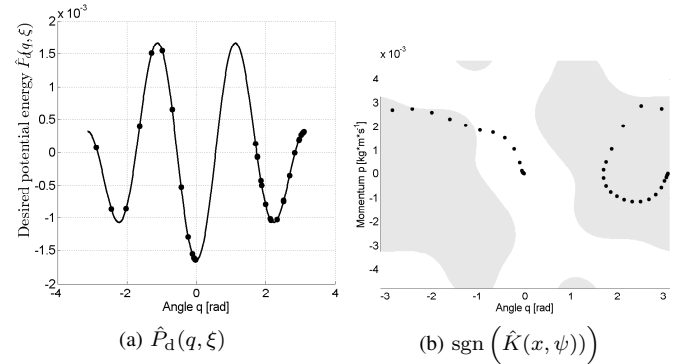 x 10⁻³
2
1.5
1
0.5
0
-0.5
-1
-1.5
-2
-4 -2 0 2 4
Angle q [rad]
Desired potential energy P̂d(q,ξ)
(a) P̂d(q, ξ)
x 10⁻³
4
3
2
1
0
-1
-2
-3
-4
-3 -2 -1 0 1 2 3
Angle q [rad]
Momentum p [kg*m*s⁻¹]
(b) sgn (K̂(x, ψ)))